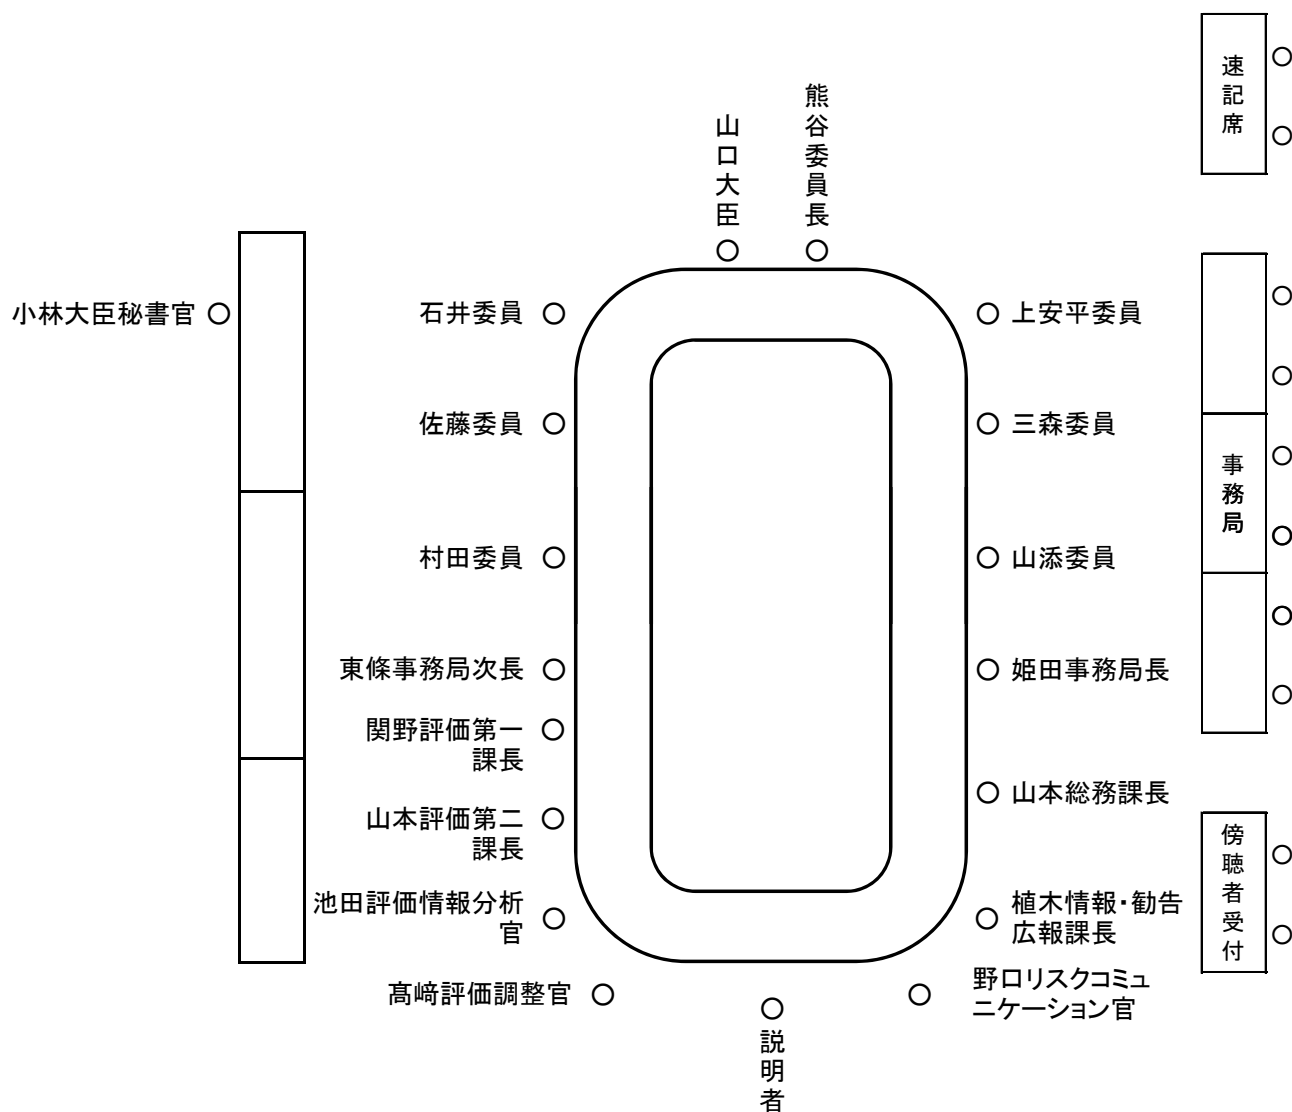 速記席
熊谷委員長
山口大臣
小林大臣秘書官
石井委員
上安平委員
佐藤委員
三森委員
事務局
村田委員
山添委員
東條事務局次長
姫田事務局長
関野評価第一
課長
山本総務課長
山本評価第二
課長
傍聴者受付
池田評価情報分析
官
植木情報・勧告
広報課長
髙﨑評価調整官
野口リスクコミュ
ニケーション官
説明者